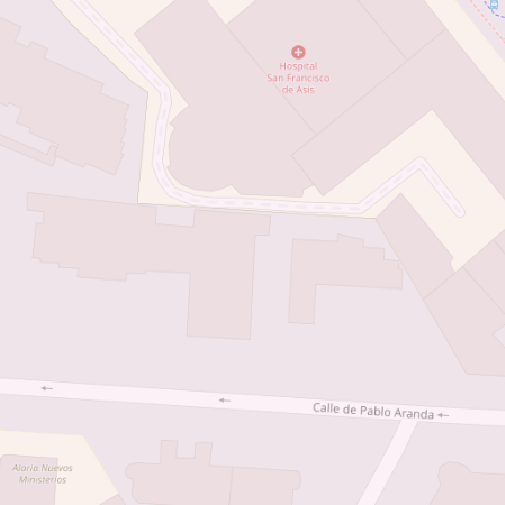 Hospital
San Francisco
de Asís
Calle de Pablo Aranda
Alaria Nuevos
Ministerios